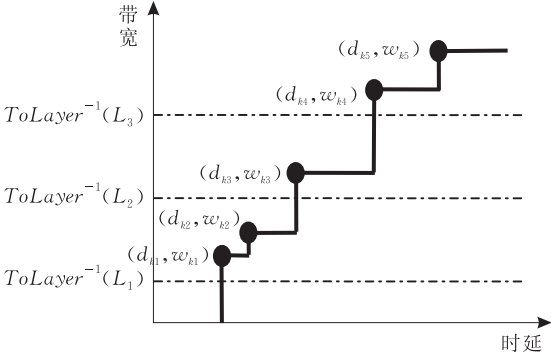 带宽
(d_{k5}, w_{k5})
(d_{k4}, w_{k4})
ToLayer^{-1}(L_3)
(d_{k3}, w_{k3})
ToLayer^{-1}(L_2)
(d_{k2}, w_{k2})
(d_{k1}, w_{k1})
ToLayer^{-1}(L_1)
时延